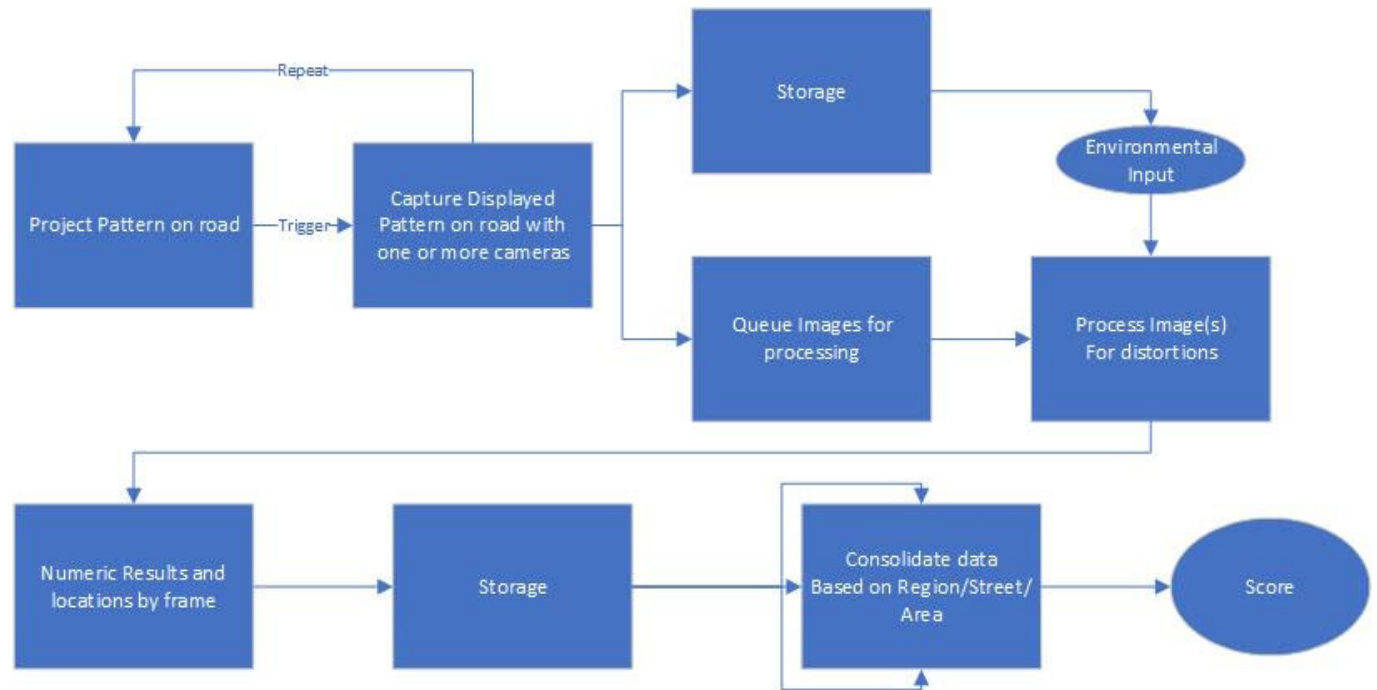 Repeat
Project Pattern on road
Trigger
Capture Displayed
Pattern on road with
one or more cameras
Storage
Environmental
Input
Queue Images for
processing
Process Image(s)
For distortions
Numeric Results and
locations by frame
Storage
Consolidate data
Based on Region/Street/
Area
Score